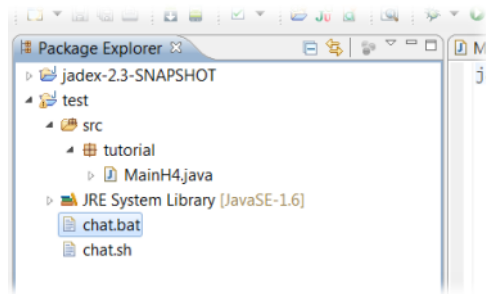 Package Explorer
jadex-2.3-SNAPSHOT
test
src
tutorial
MainH4.java
JRE System Library [JavaSE-1.6]
chat.bat
chat.sh
M
j